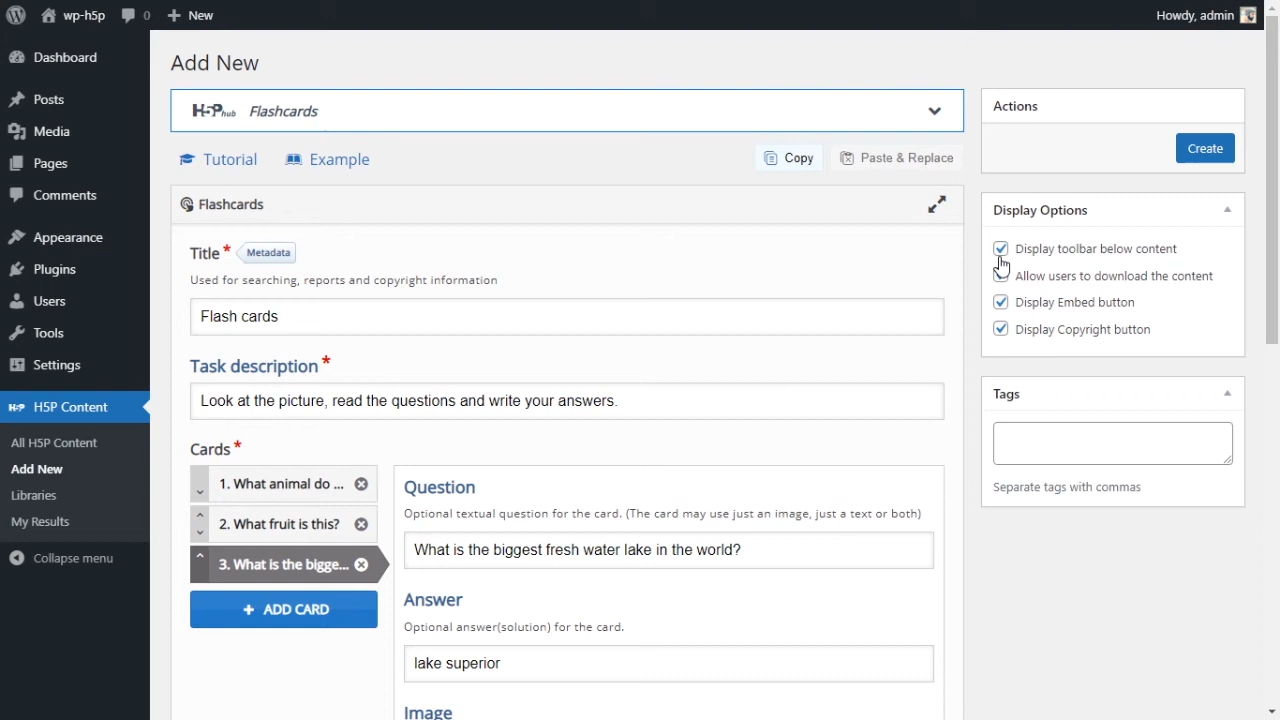 wp-h5p 0 New Howdy, admin
Dashboard
Posts
Media
Pages
Comments
Appearance
Plugins
Users
Tools
Settings
H5P Content
All H5P Content
Add New
Libraries
My Results
Collapse menu
Add New
H5P hub Flashcards
Tutorial Example Copy Paste & Replace
Flashcards
Title* Metadata
Used for searching, reports and copyright information
Flash cards
Task description*
Look at the picture, read the questions and write your answers.
Cards*
1. What animal do ...
2. What fruit is this?
3. What is the bigge...
+ ADD CARD
Question
Optional textual question for the card. (The card may use just an image, just a text or both)
What is the biggest fresh water lake in the world?
Answer
Optional answer(solution) for the card.
lake superior
Image
Actions
Create
Display Options
Display toolbar below content
Allow users to download the content
Display Embed button
Display Copyright button
Tags
Separate tags with commas